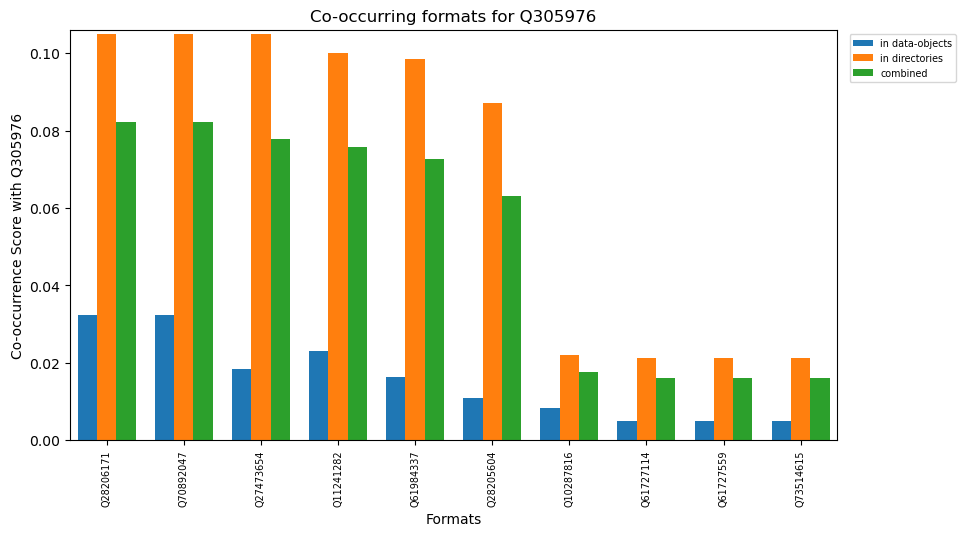 Co-occurring formats for Q305976
in data-objects
in directories
combined
Co-occurrence Score with Q305976
0.10
0.08
0.06
0.04
0.02
0.00
Q28206171
Q70892047
Q27473654
Q11241282
Q61984337
Q28205604
Q10287816
Q61727114
Q61727559
Q73514615
Formats